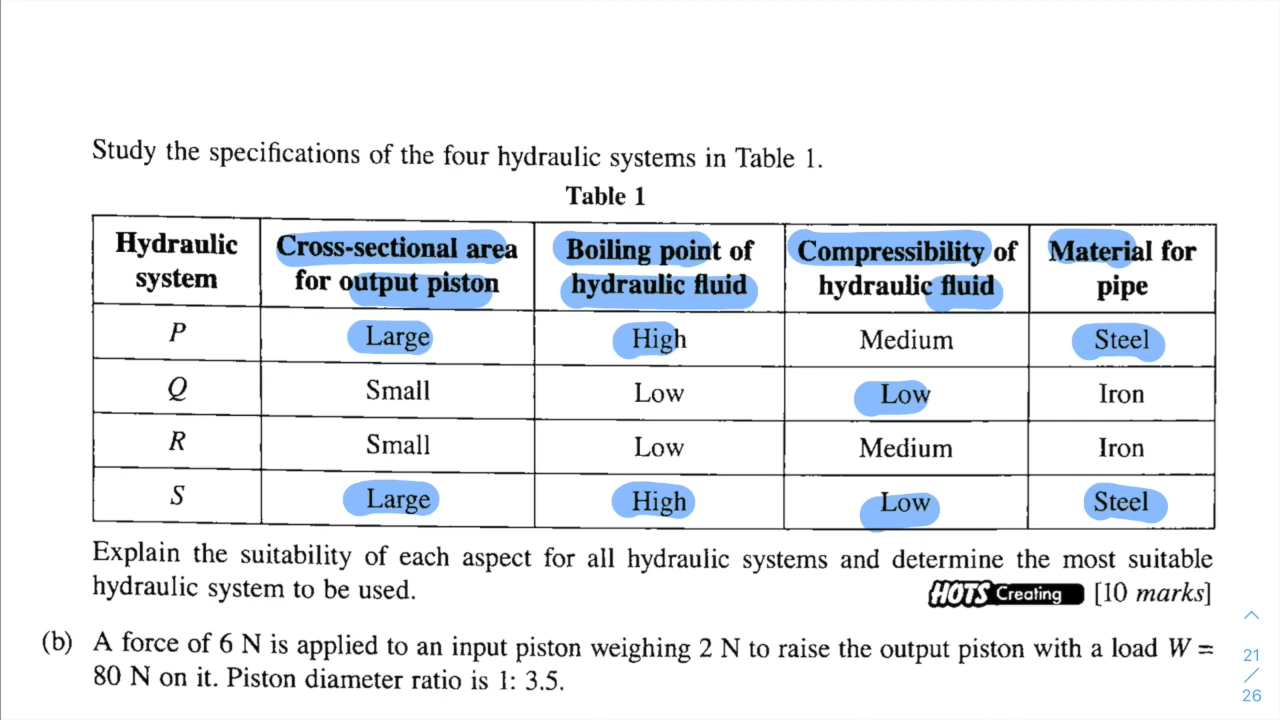 Study the specifications of the four hydraulic systems in Table 1.
Table 1
Hydraulic system | Cross-sectional area for output piston | Boiling point of hydraulic fluid | Compressibility of hydraulic fluid | Material for pipe
P | Large | High | Medium | Steel
Q | Small | Low | Low | Iron
R | Small | Low | Medium | Iron
S | Large | High | Low | Steel
Explain the suitability of each aspect for all hydraulic systems and determine the most suitable
hydraulic system to be used. HOTS Creating [10 marks]
(b) A force of 6 N is applied to an input piston weighing 2 N to raise the output piston with a load W =
80 N on it. Piston diameter ratio is 1: 3.5.
21
/
26